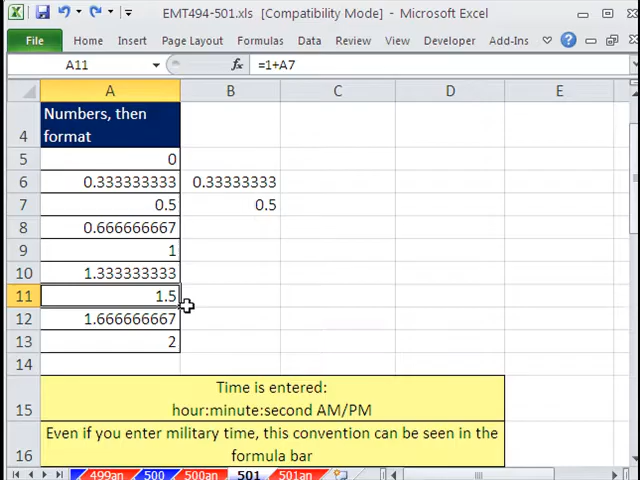 EMT494-501.xls [Compatibility Mode] - Microsoft Excel
File Home Insert Page Layout Formulas Data Review View Developer Add-Ins
A11 fx =1+A7
A B C D E
4 Numbers, then
format
5 0
6 0.333333333 0.33333333
7 0.5 0.5
8 0.666666667
9 1
10 1.333333333
11 1.5
12 1.666666667
13 2
14
Time is entered:
15 hour:minute:second AM/PM
Even if you enter military time, this convention can be seen in the
16 formula bar
499an 500 500an 501 501an